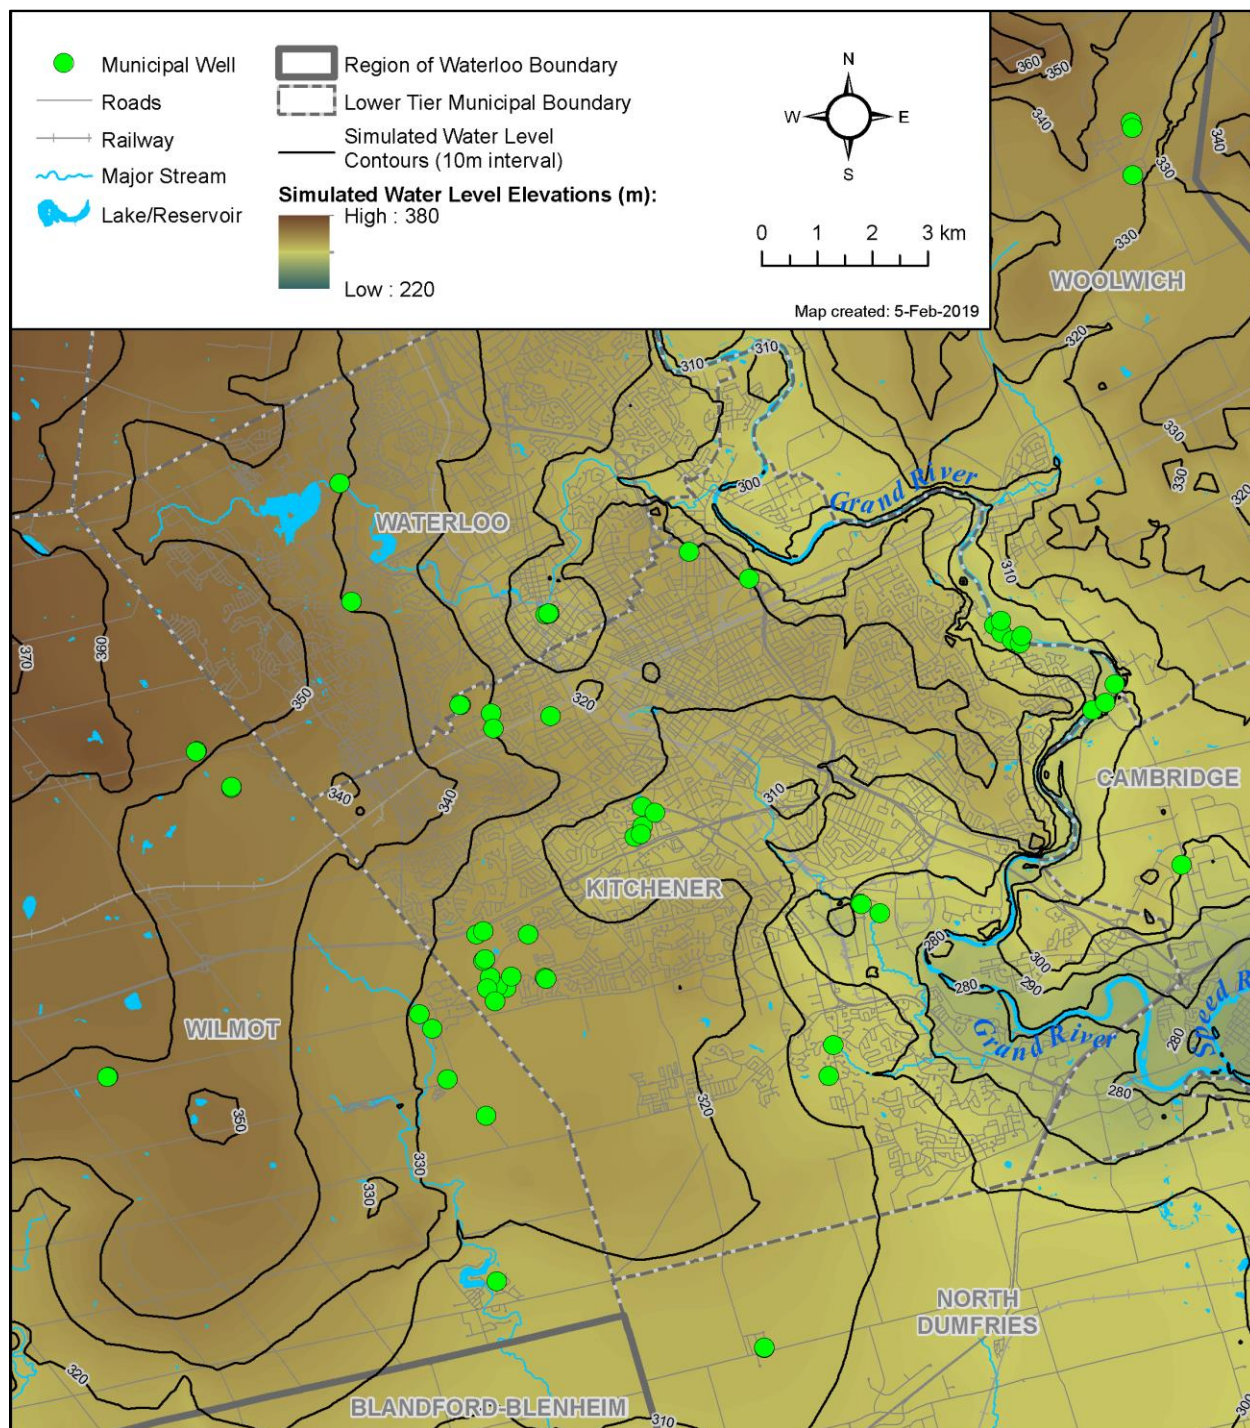 Municipal Well
Roads
Railway
Major Stream
Lake/Reservoir
Region of Waterloo Boundary
Lower Tier Municipal Boundary
Simulated Water Level
Contours (10m interval)
Simulated Water Level Elevations (m):
High : 380
Low : 220
N
W
E
S
0 1 2 3 km
Map created: 5-Feb-2019
360
350
340
330
340
330
WOOLWICH
320
310
310
330
330
320
300
Grand River
WATERLOO
310
360
370
350
320
340
340
310
CAMBRIDGE
KITCHENER
280
300
290
280
Grand River
280
Speed R
280
WILMOT
350
320
330
330
NORTH
DUMFRIES
320
BLANDFORD-BLENHEIM
310
300